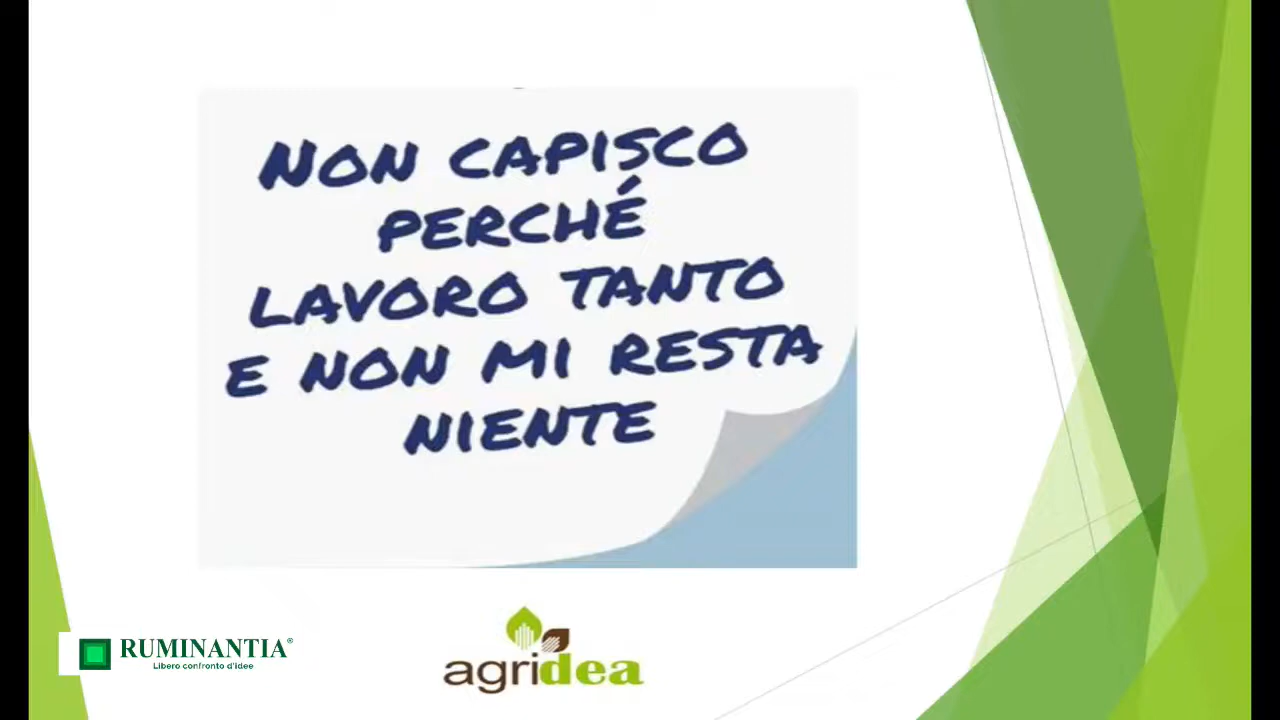 NON CAPISCO
PERCHÉ
LAVORO TANTO
E NON MI RESTA
NIENTE
RUMINANTIA®
Libero confronto d'idee
agridea